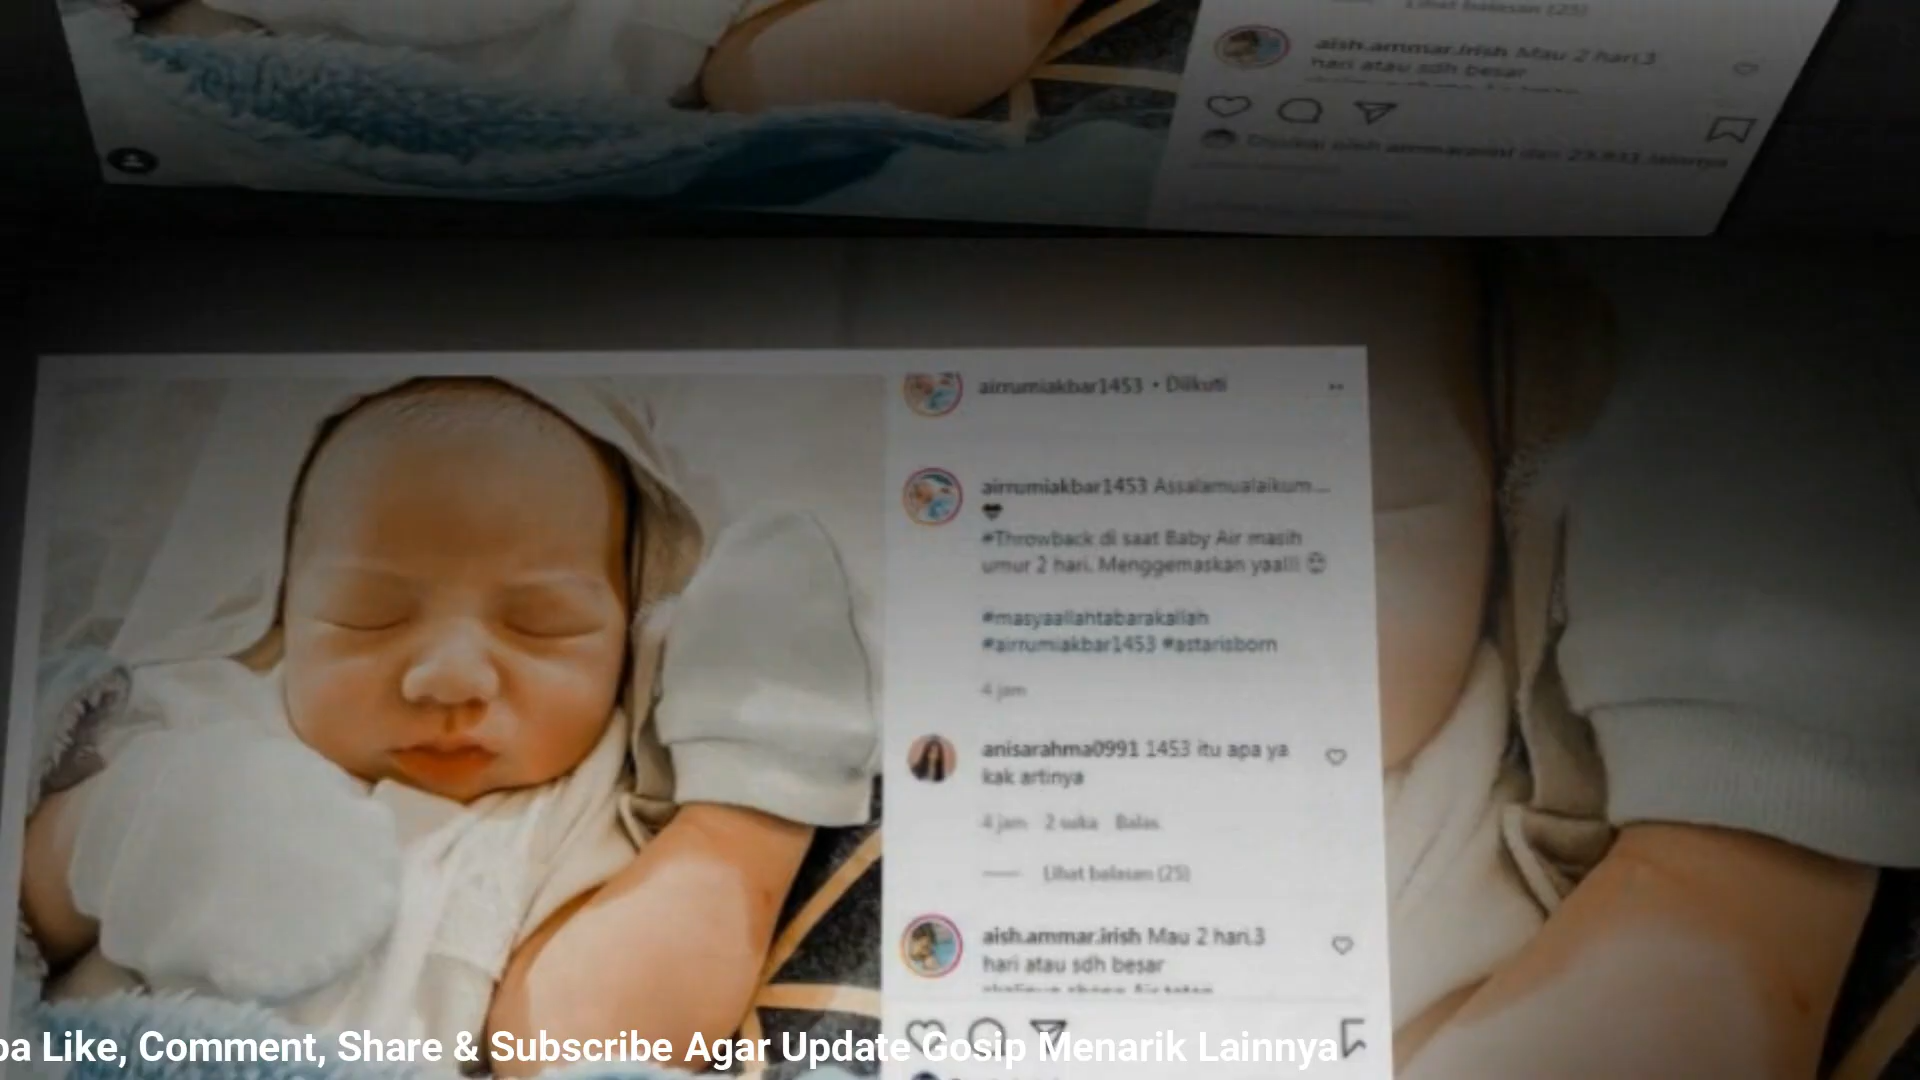 Lihat balasan (25)
aish.ammar.irish Mau 2 hari.3
hari atau sdh besar
airrumiakbar1453 • Diikuti
airrumiakbar1453 Assalamualaikum....
🖤
#Throwback di saat Baby Air masih
umur 2 hari. Menggemaskan yaa!!! 😍
#masyaallahtabarakallah
#airrumiakbar1453 #astarisborn
4 jam
anisarahma0991 1453 itu apa ya
kak artinya
4 jam 2 suka Balas
Lihat balasan (25)
aish.ammar.irish Mau 2 hari.3
hari atau sdh besar
pa Like, Comment, Share & Subscribe Agar Update Gosip Menarik Lainnya